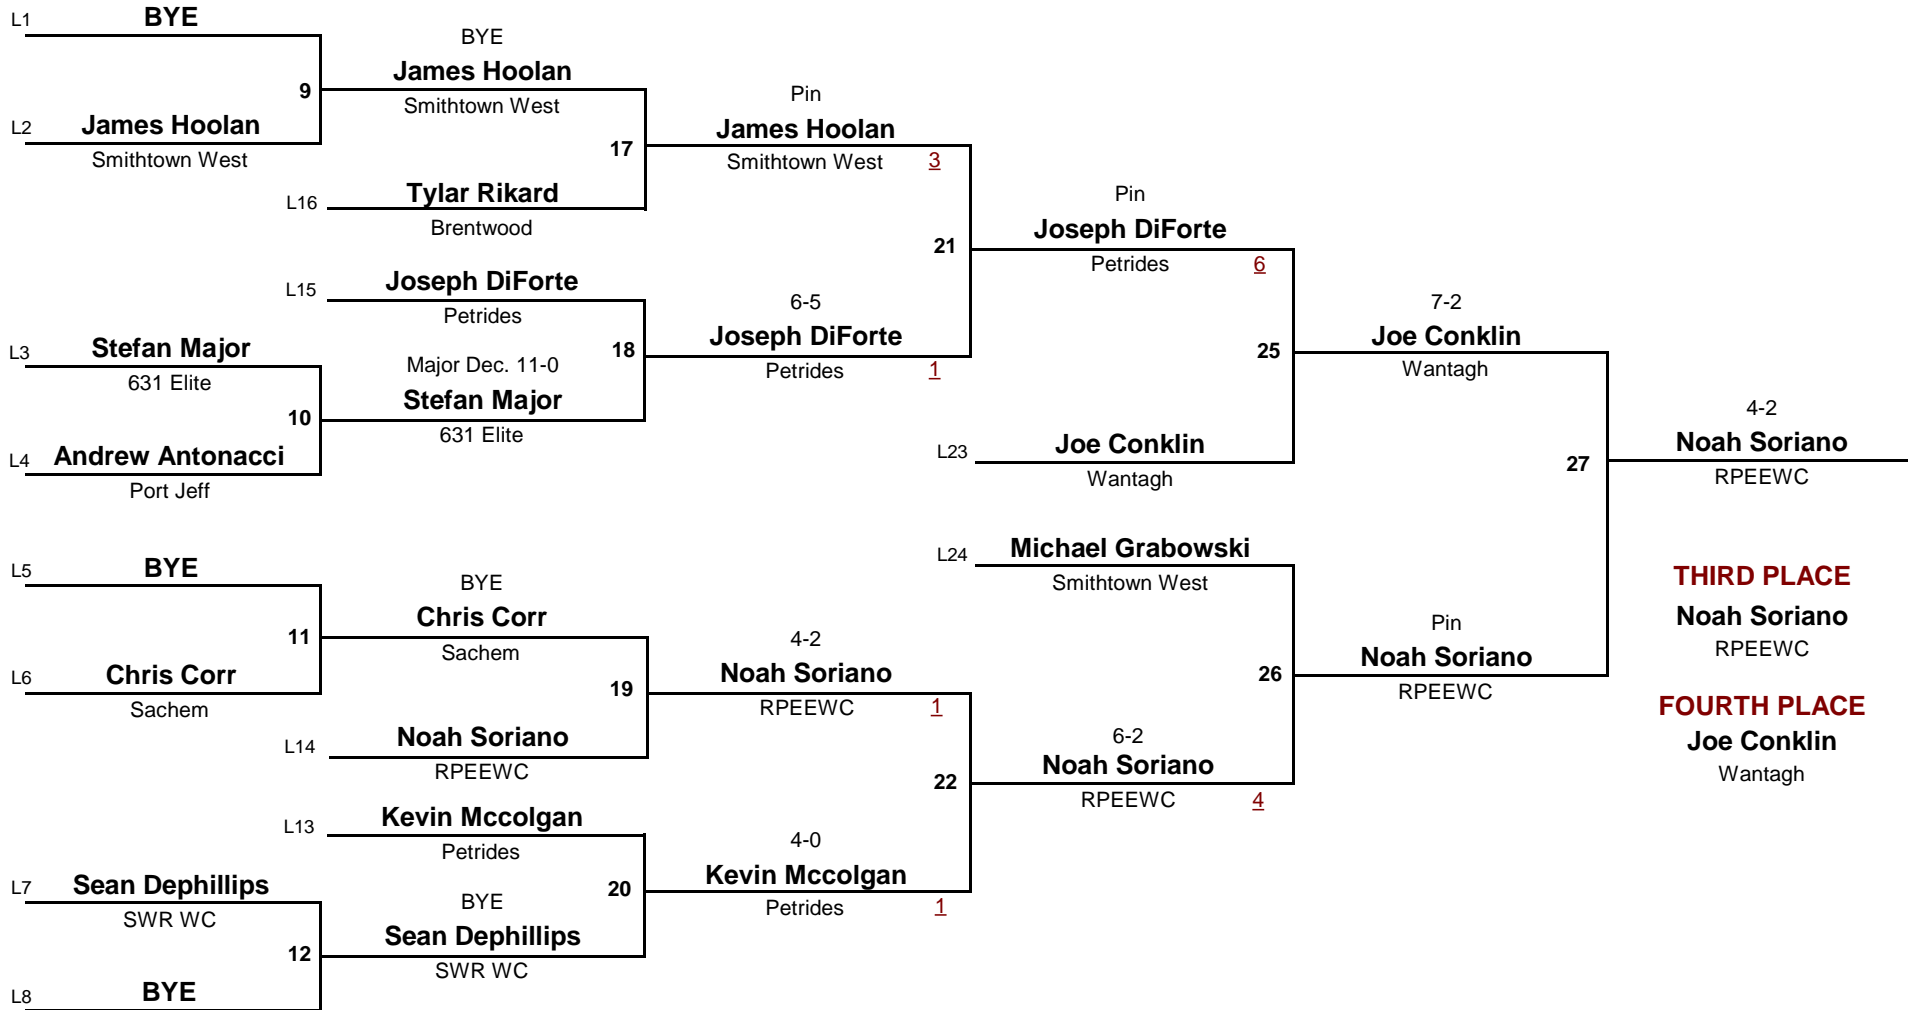 L1
BYE
9
L2
James Hoolan
Smithtown West
BYE
James Hoolan
Smithtown West
17
L16
Tylar Rikard
Brentwood
Pin
James Hoolan
Smithtown West
3
L15
Joseph DiForte
Petrides
18
L3
Stefan Major
631 Elite
10
L4
Andrew Antonacci
Port Jeff
Major Dec. 11-0
Stefan Major
631 Elite
6-5
Joseph DiForte
Petrides
1
21
Pin
Joseph DiForte
Petrides
6
25
L23
Joe Conklin
Wantagh
7-2
Joe Conklin
Wantagh
27
4-2
Noah Soriano
RPEEWC
L5
BYE
11
L6
Chris Corr
Sachem
BYE
Chris Corr
Sachem
19
L14
Noah Soriano
RPEEWC
4-2
Noah Soriano
RPEEWC
1
L13
Kevin Mccolgan
Petrides
20
L7
Sean Dephillips
SWR WC
12
L8
BYE
BYE
Sean Dephillips
SWR WC
4-0
Kevin Mccolgan
Petrides
1
22
L24
Michael Grabowski
Smithtown West
26
6-2
Noah Soriano
RPEEWC
4
Pin
Noah Soriano
RPEEWC
THIRD PLACE
Noah Soriano
RPEEWC
FOURTH PLACE
Joe Conklin
Wantagh